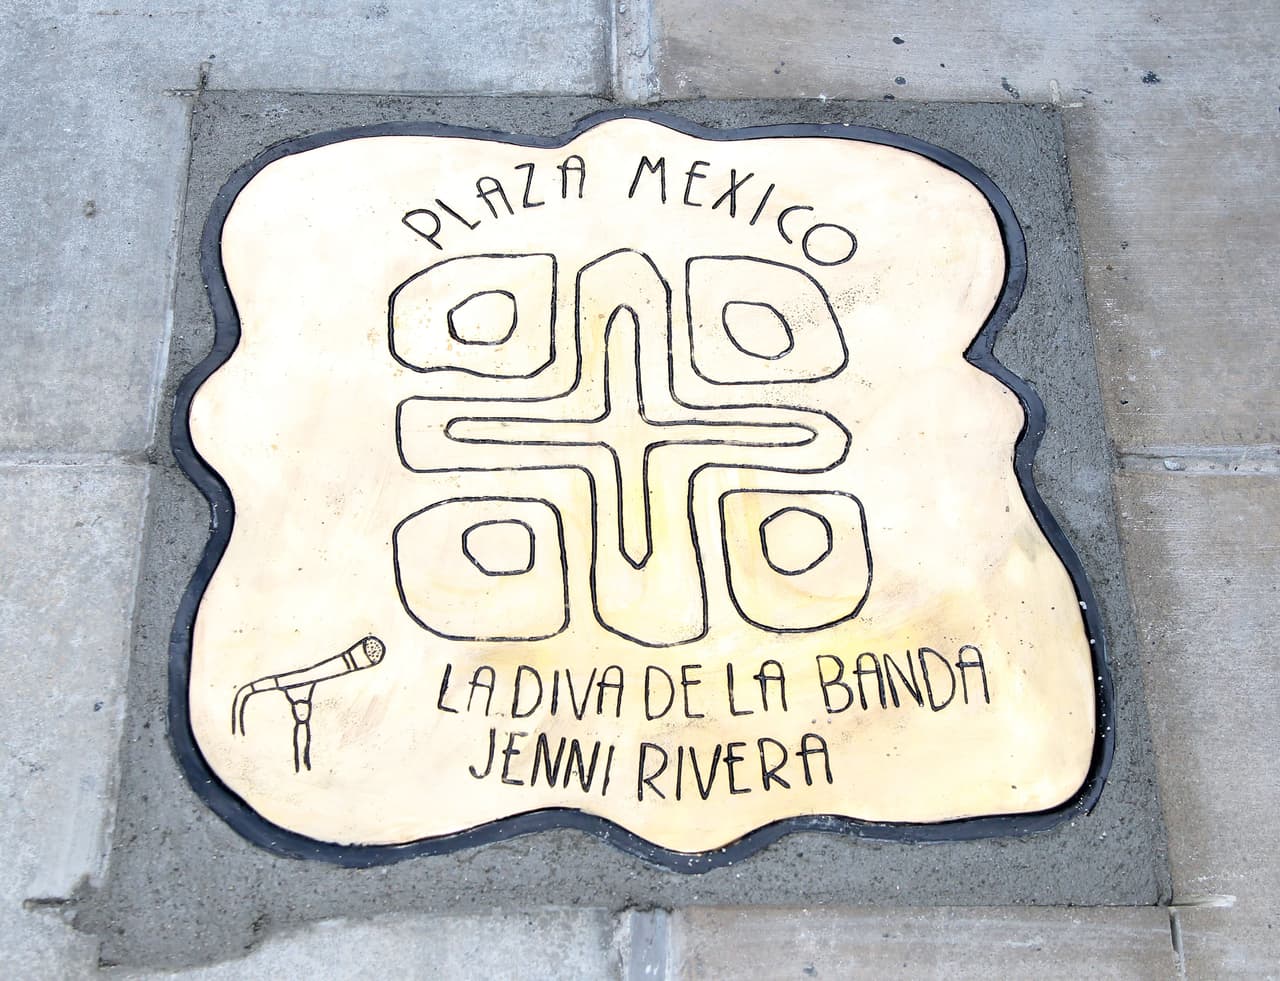 PLAZA MEXICO
LA DIVA DE LA BANDA
JENNI RIVERA